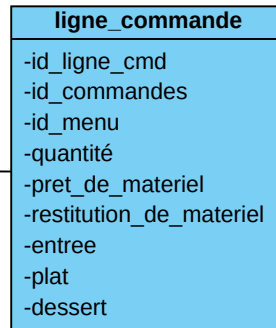 ligne_commande
-id_ligne_cmd
-id_commandes
-id_menu
-quantité
-pret_de_materiel
-restitution_de_materiel
-entree
-plat
-dessert